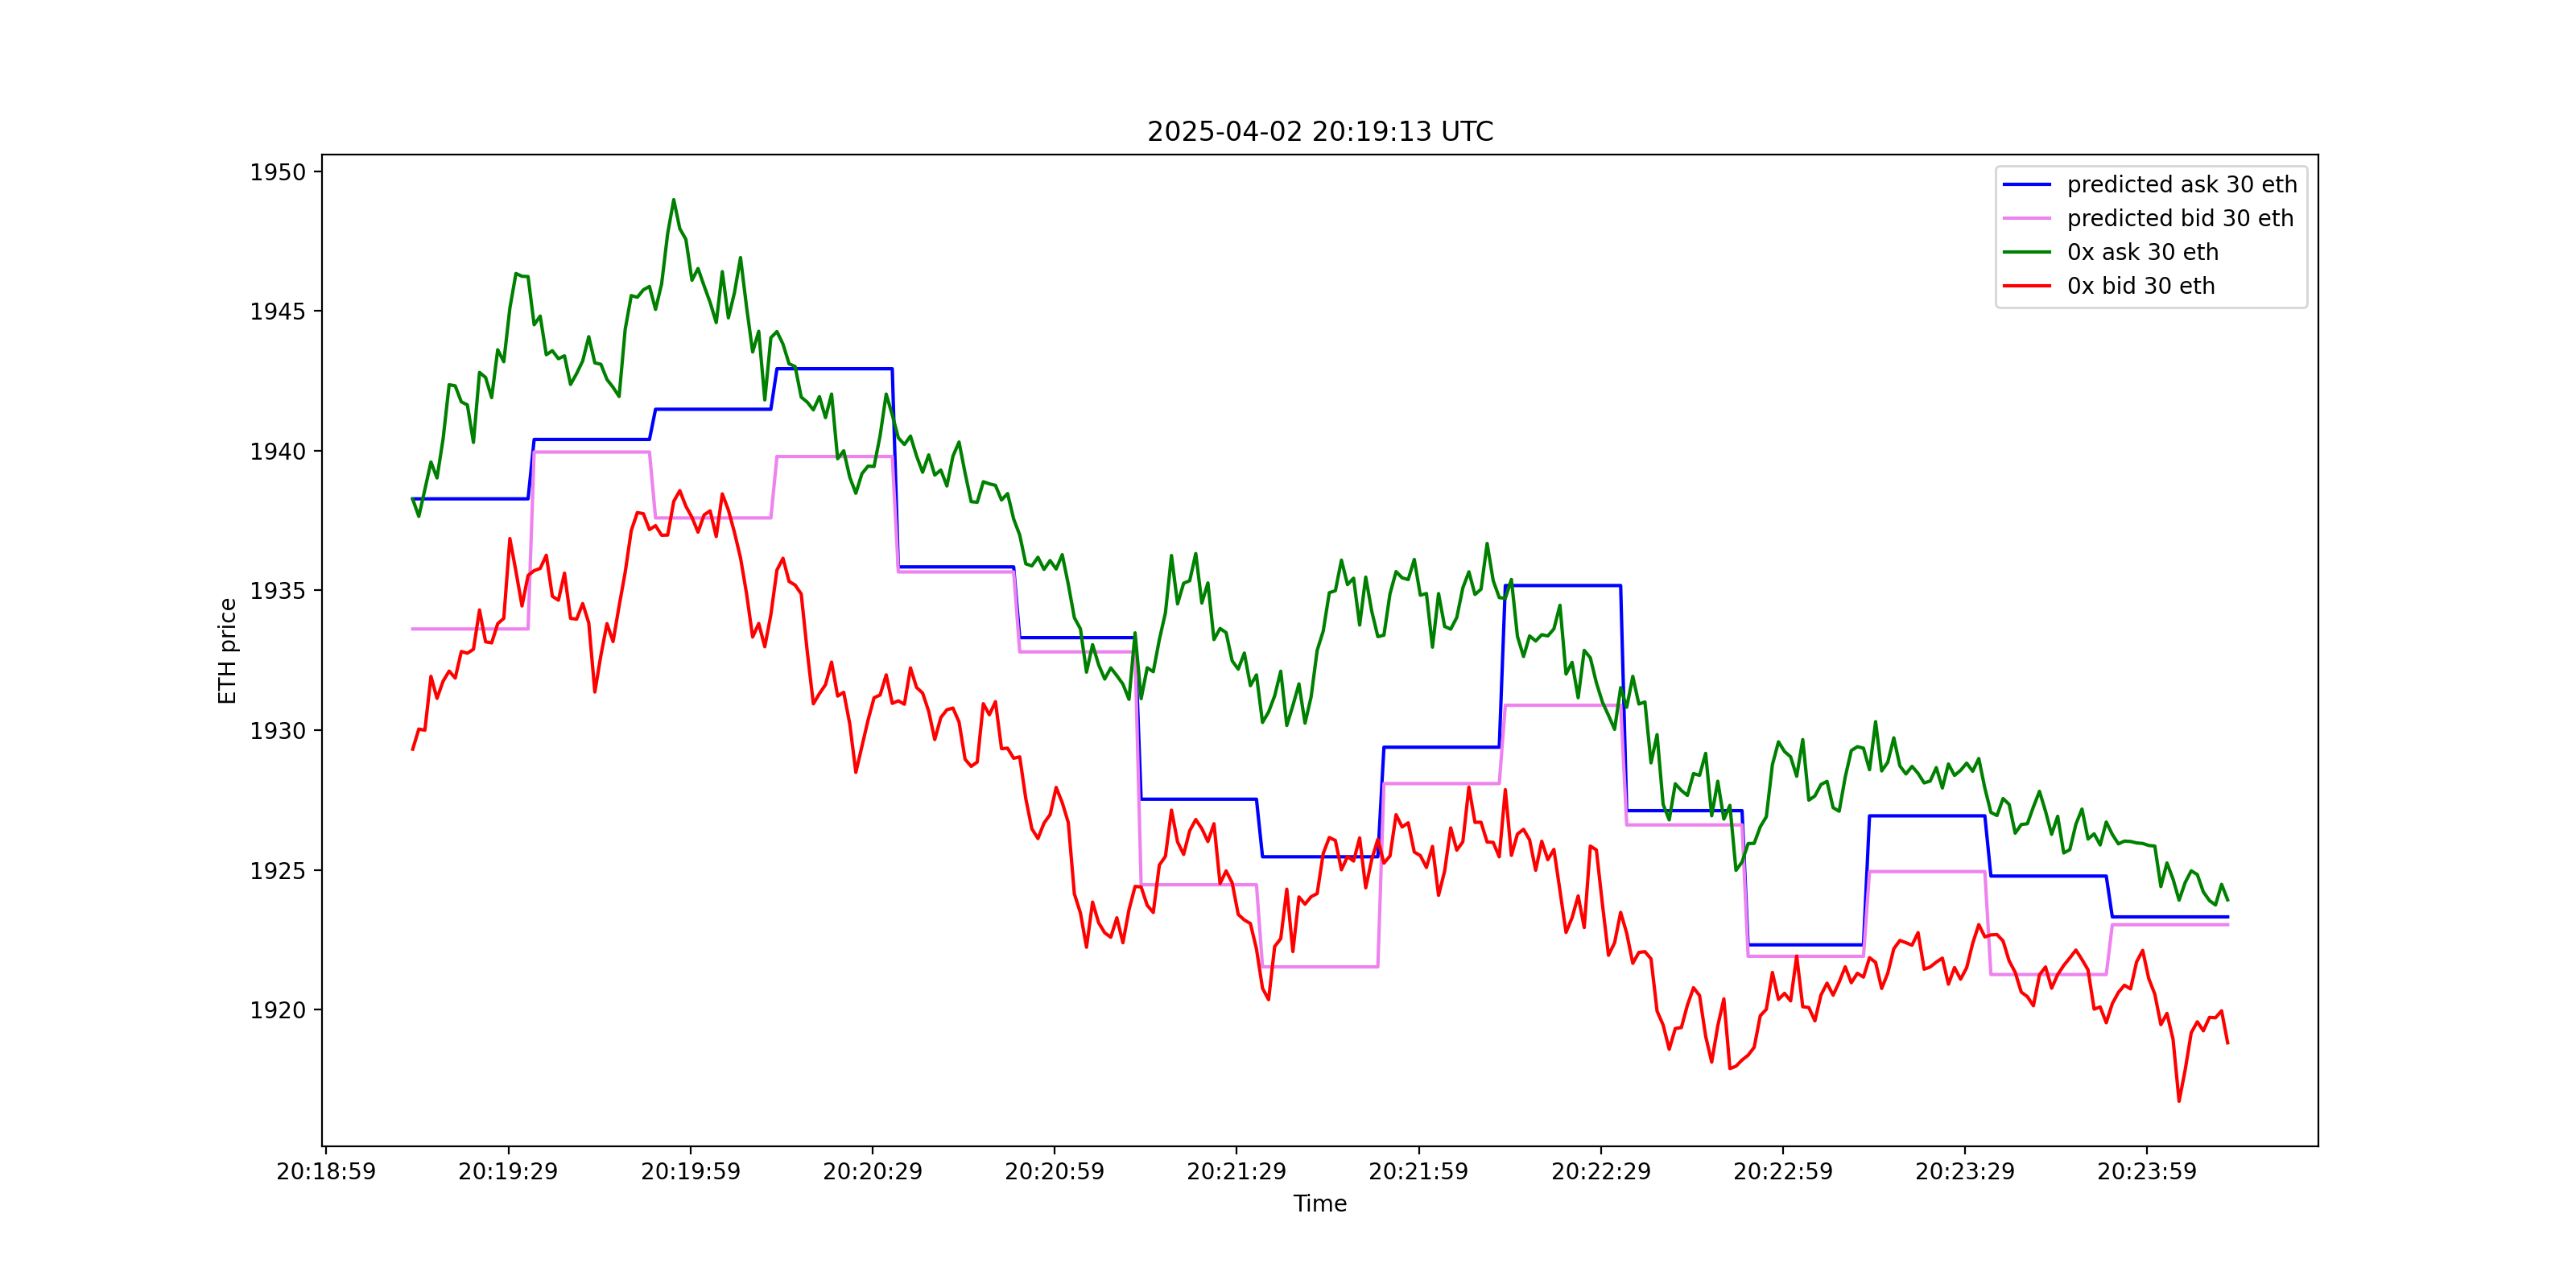 2025-04-02 20:19:13 UTC
1950
1945
1940
1935
1930
1925
1920
ETH price
predicted ask 30 eth
predicted bid 30 eth
0x ask 30 eth
0x bid 30 eth
20:18:59 20:19:29 20:19:59 20:20:29 20:20:59 20:21:29 20:21:59 20:22:29 20:22:59 20:23:29 20:23:59
Time